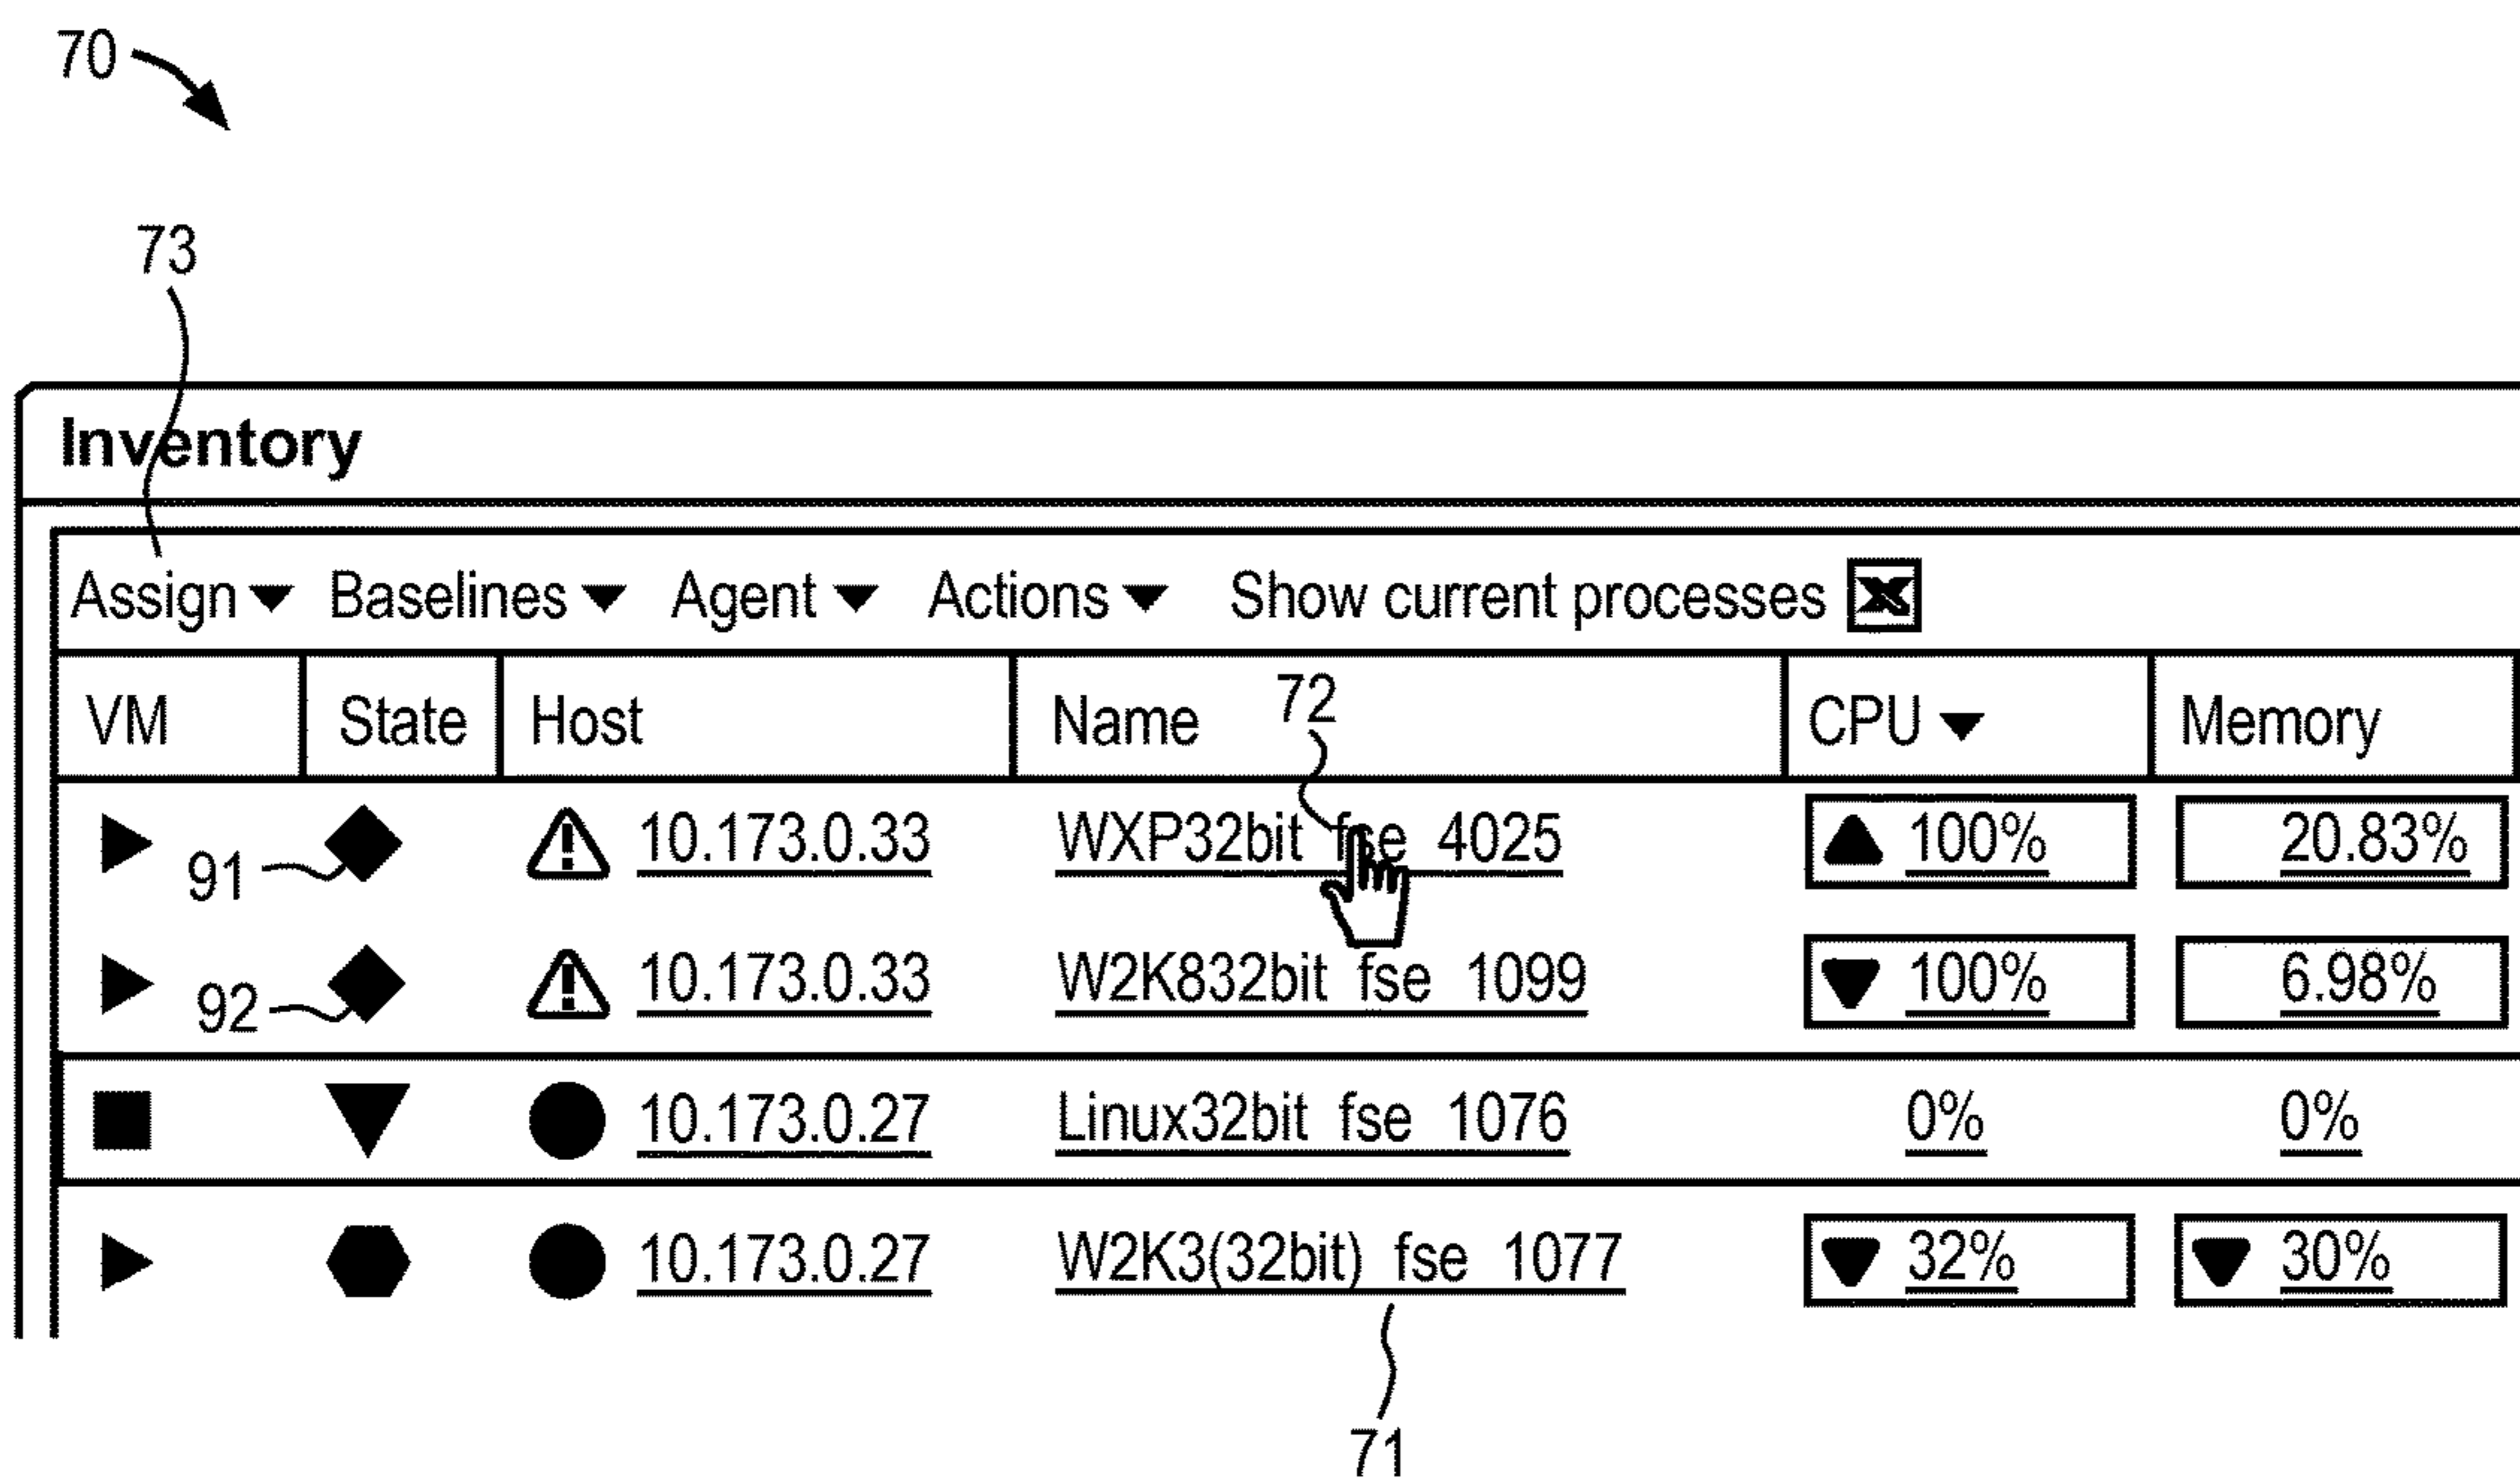 70
73
Inventory
Assign Baselines Agent Actions Show current processes X
VM State Host Name 72 CPU Memory
91 10.173.0.33 WXP32bit fse 4025 100% 20.83%
92 10.173.0.33 W2K832bit fse 1099 100% 6.98%
10.173.0.27 Linux32bit fse 1076 0% 0%
10.173.0.27 W2K3(32bit) fse 1077 32% 30%
71